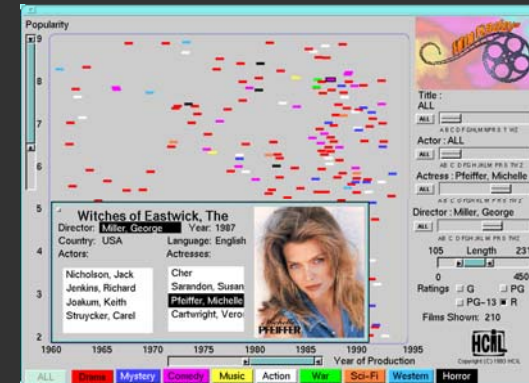 Popularity
9
8
7
6
5
4
3
2
1960 1965 1970 1975 1980 1985 1990 1995
Year of Production
Witches of Eastwick, The
Director: Miller, George Year: 1987
Country: USA Language: English
Actors: Actresses:
Nicholson, Jack
Jenkins, Richard
Joakum, Keith
Struycker, Carel
Cher
Sarandon, Susan
Pfeiffer, Michelle
Cartwright, Vero
Michelle
PFEIFFER
Title :
ALL
ALL
Actor : ALL
ALL
Actress : Pfeiffer, Michelle
ALL
Director : Miller, George
ALL
105 Length 231
0 450
Ratings G PG
PG-13 R
Films Shown: 210
HCIL
ALL Drama Mystery Comedy Music Action War Sci-Fi Western Horror